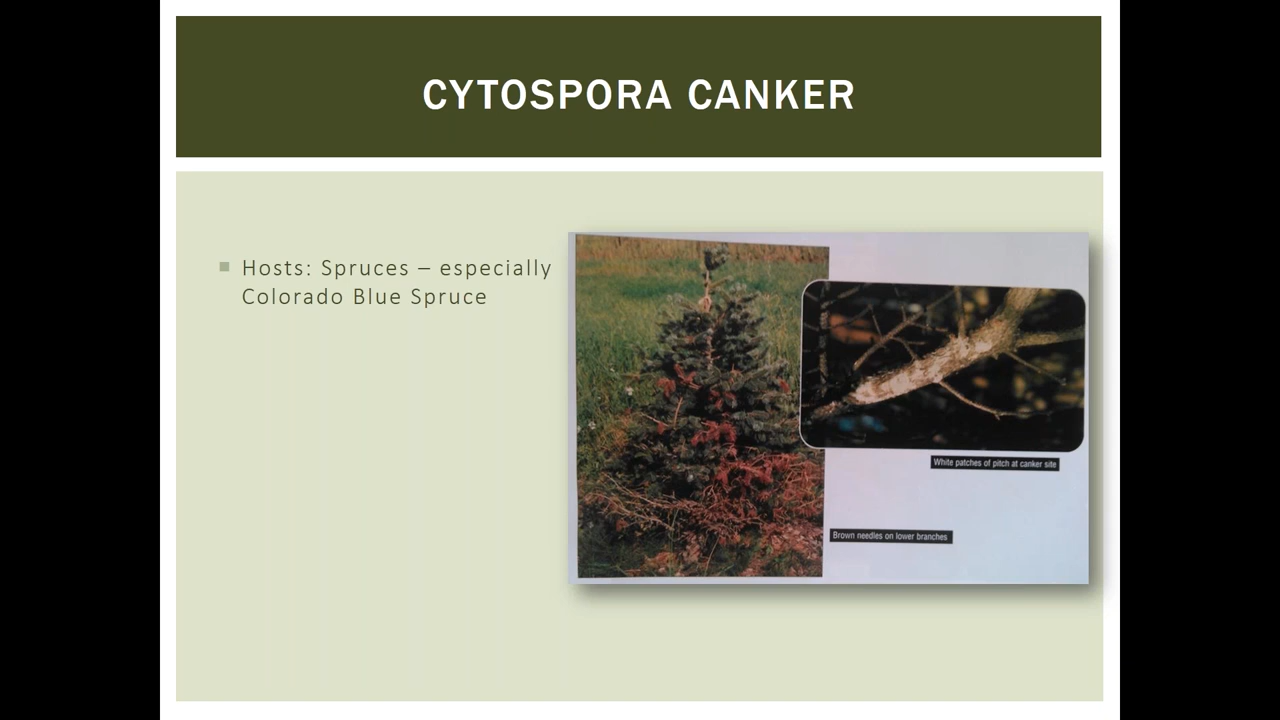 CYTOSPORA CANKER
Hosts: Spruces – especially
Colorado Blue Spruce
White patches of pitch at canker site
Brown needles on lower branches